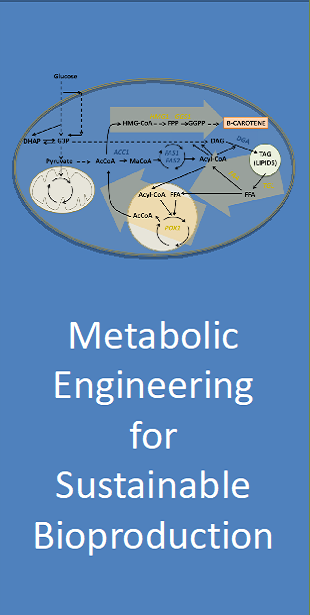 Glucose
HMG-CoA FPP GGPP B-CAROTENE
DHAP G3P DAG DGA
ACC1
Pyruvate AcCoA MaCoA FAS1 FAS2 Acyl-CoA TAG (LIPIDS)
Acyl-CoA FFA FFA
AcCoA
POX1
Metabolic
Engineering
for
Sustainable
Bioproduction